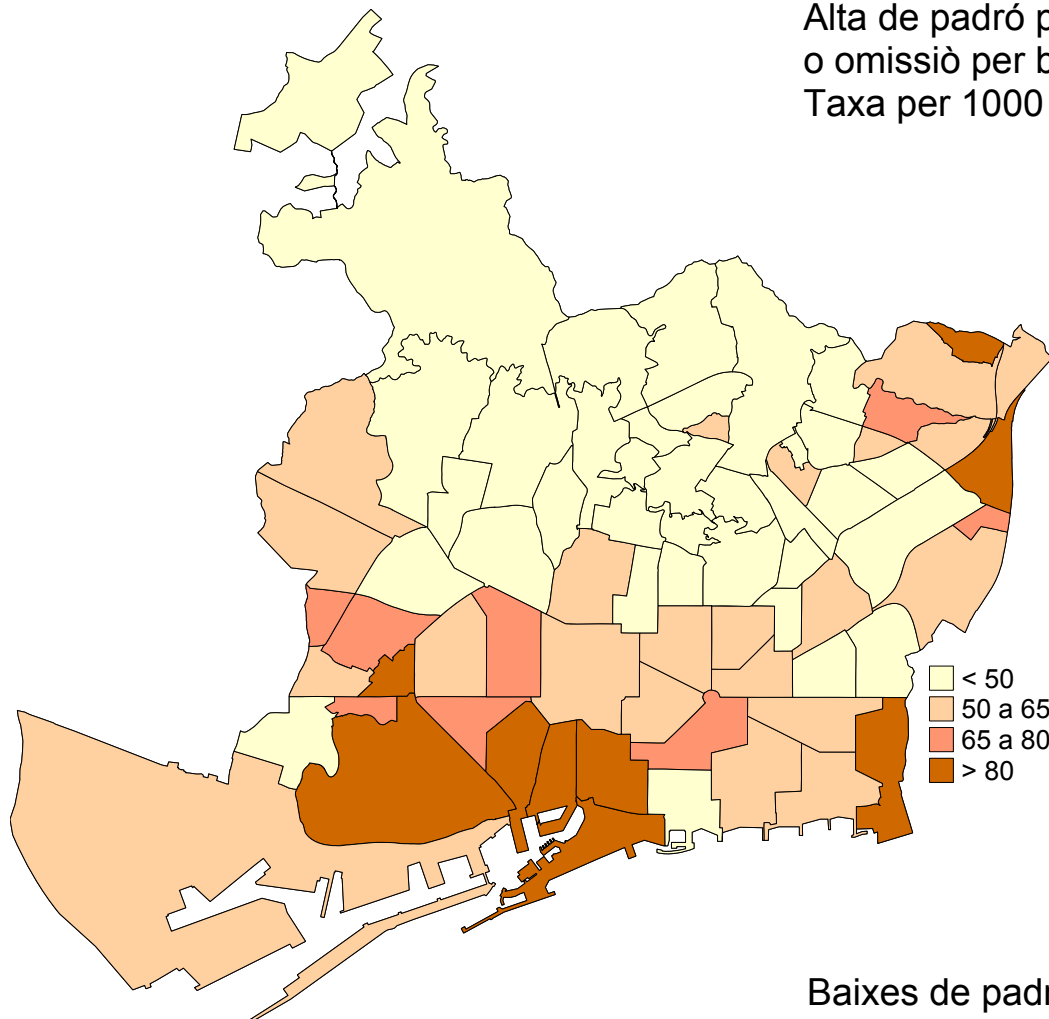 Alta de padró p
o omissiò per b
Taxa per 1000
< 50
50 a 65
65 a 80
> 80
Baixes de padr